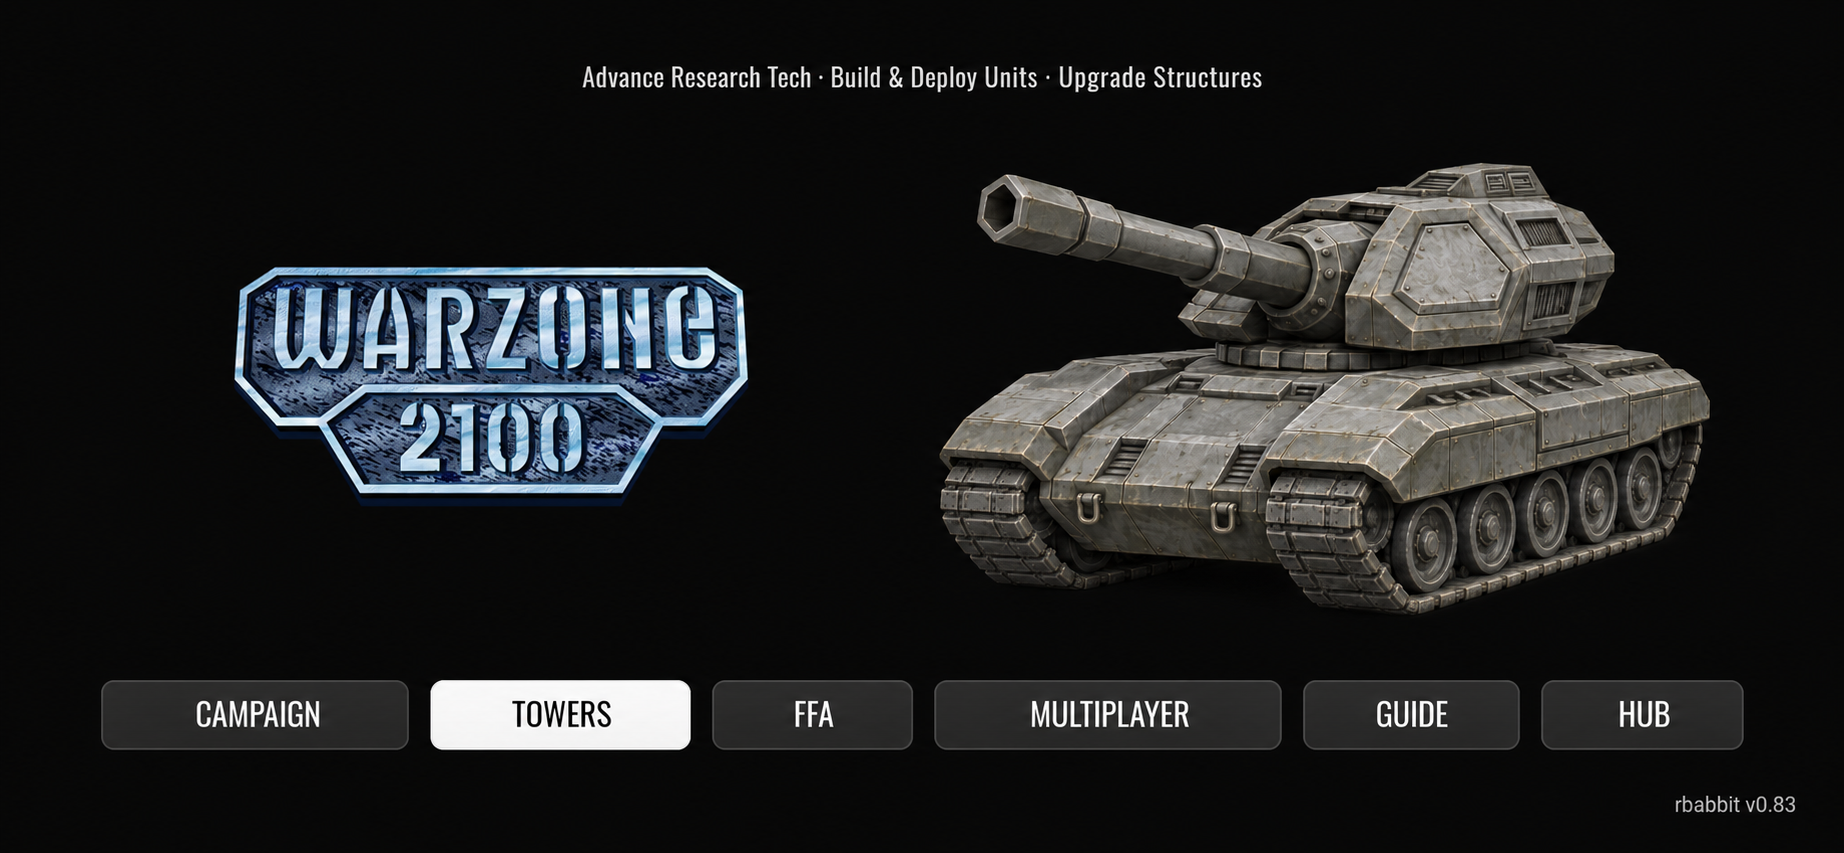 Advance Research Tech · Build & Deploy Units · Upgrade Structures
WARZONE
2100
CAMPAIGN
TOWERS
FFA
MULTIPLAYER
GUIDE
HUB
rbabbit v0.83